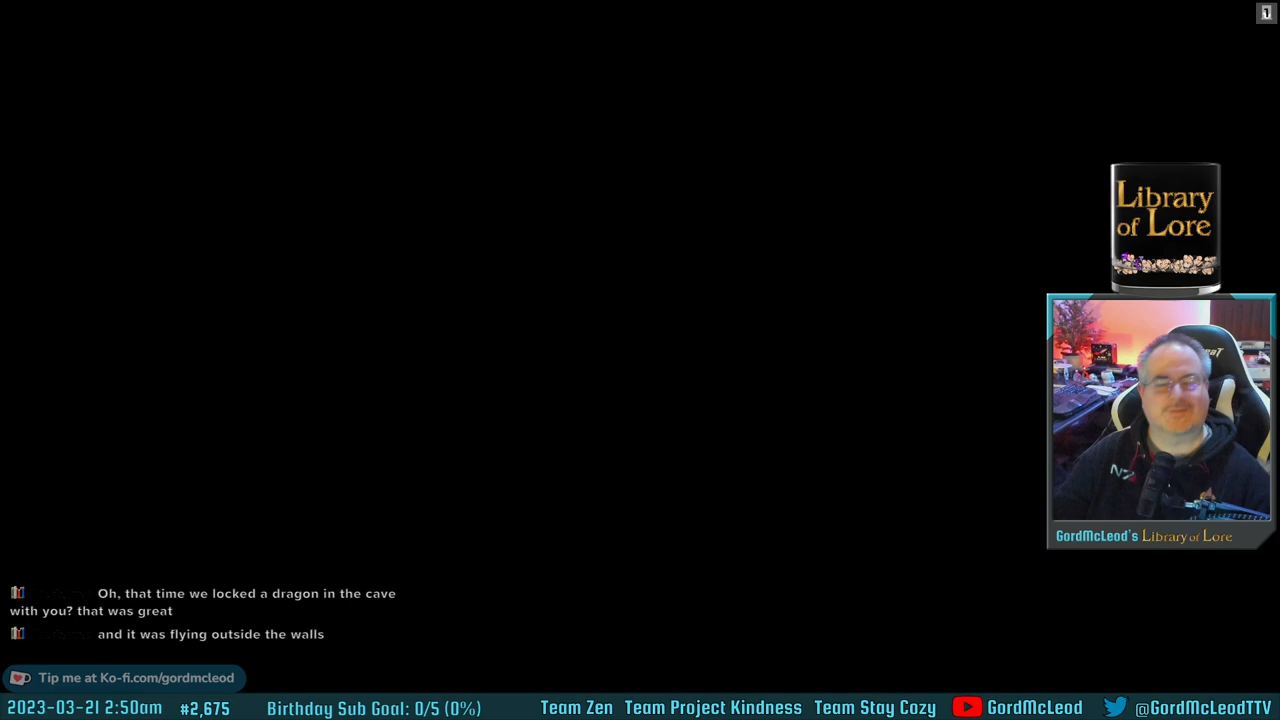 1
Library
of Lore
N7
GordMcLeod's Library of Lore
Oh, that time we locked a dragon in the cave
with you? that was great
and it was flying outside the walls
Tip me at Ko-fi.com/gordmcleod
2023-03-21 2:50am #2,675 Birthday Sub Goal: 0/5 (0%) Team Zen Team Project Kindness Team Stay Cozy GordMcLeod @GordMcLeodTTV